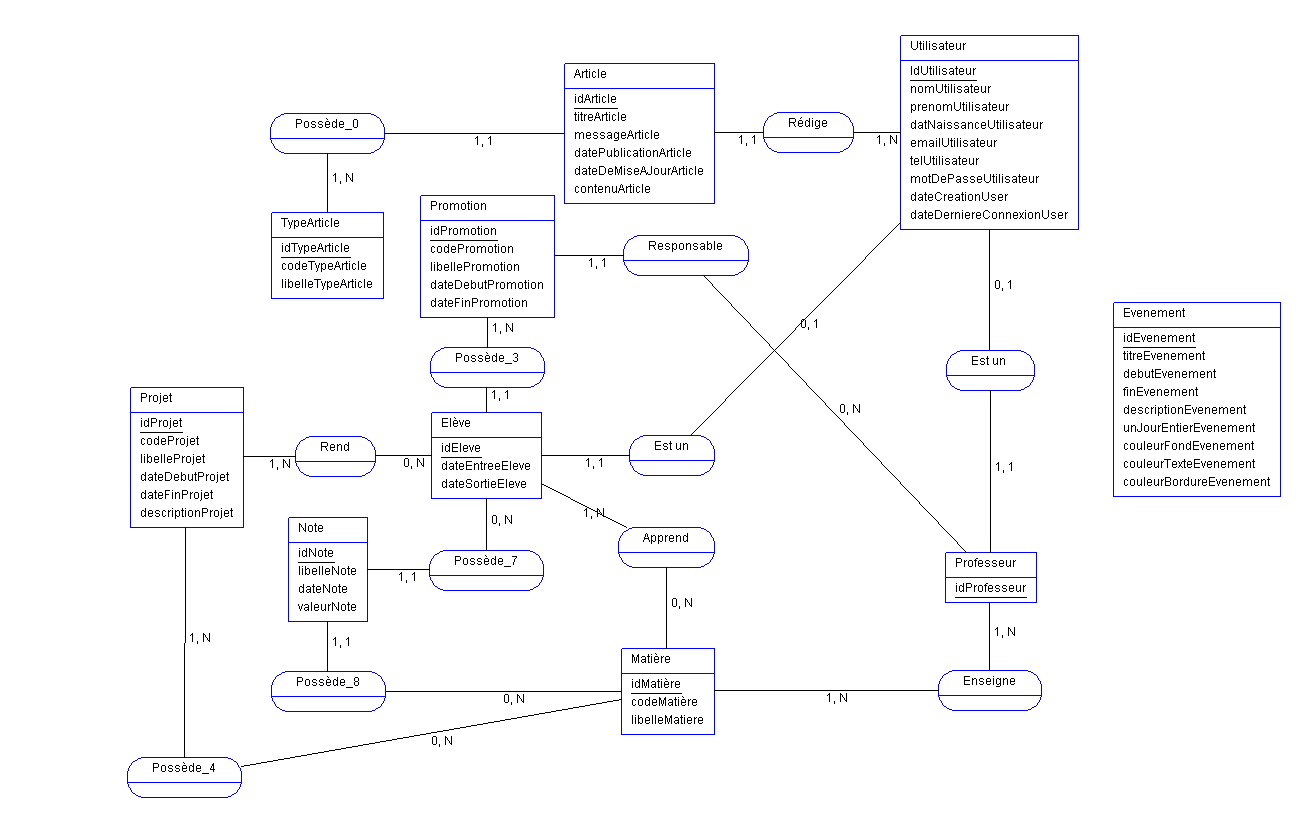 Utilisateur
IdUtilisateur
nomUtilisateur
prenomUtilisateur
datNaissanceUtilisateur
emailUtilisateur
telUtilisateur
motDePasseUtilisateur
dateCreationUser
dateDerniereConnexionUser
Article
idArticle
titreArticle
messageArticle
datePublicationArticle
dateDeMiseAJourArticle
contenuArticle
Possède_0
1, 1
Rédige
1, 1
1, N
1, N
TypeArticle
idTypeArticle
codeTypeArticle
libelleTypeArticle
Promotion
idPromotion
codePromotion
libellePromotion
dateDebutPromotion
dateFinPromotion
Responsable
1, 1
0, 1
0, 1
0, N
1, N
Possède_3
1, 1
Est un
Evenement
idEvenement
titreEvenement
debutEvenement
finEvenement
descriptionEvenement
unJourEntierEvenement
couleurFondEvenement
couleurTexteEvenement
couleurBordureEvenement
Projet
idProjet
codeProjet
libelleProjet
dateDebutProjet
dateFinProjet
descriptionProjet
Rend
1, N
0, N
Elève
idEleve
dateEntreeEleve
dateSortieEleve
Est un
1, 1
1, 1
0, N
1, N
Apprend
Note
idNote
libelleNote
dateNote
valeurNote
Possède_7
1, 1
Professeur
idProfesseur
0, N
1, N
1, N
1, 1
Possède_8
0, N
Matière
idMatière
codeMatière
libelleMatiere
1, N
Enseigne
0, N
Possède_4